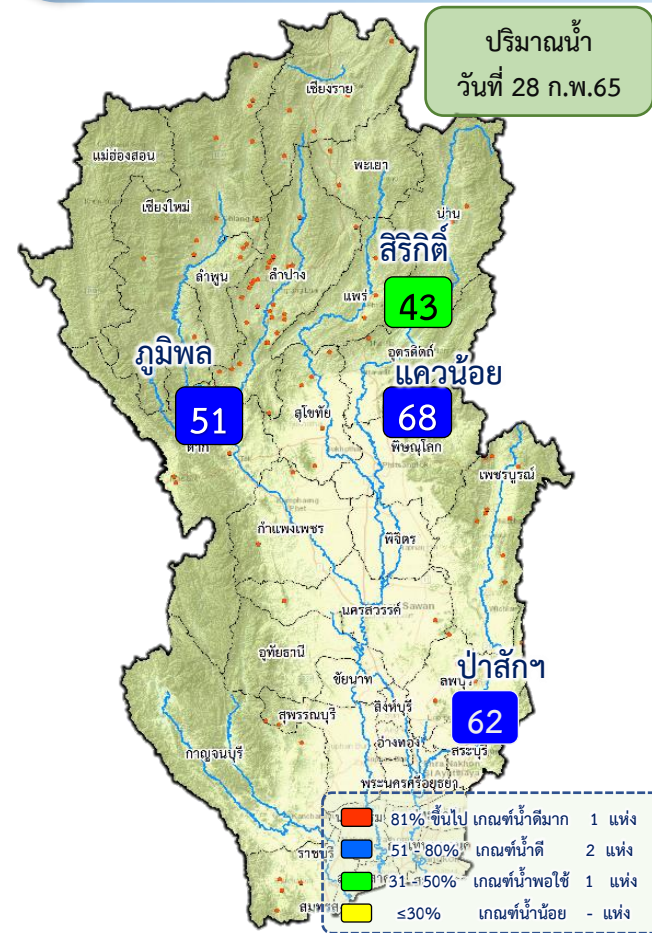 ปริมาณน้ำ
วันที่ 28 ก.พ.65
เชียงราย
แม่ฮ่องสอน
พะเยา
เชียงใหม่
น่าน
สิริกิติ์
ลำพูน
ลำปาง
แพร่
43
ภูมิพล
อุตรดิตถ์
แควน้อย
51
สุโขทัย
68
ตาก
พิษณุโลก
เพชรบูรณ์
กำแพงเพชร
พิจิตร
นครสวรรค์
Sawan
อุทัยธานี
ป่าสักฯ
ชัยนาท
ลพบุรี
สุพรรณบุรี
สิงห์บุรี
62
อ่างทอง
กาญจนบุรี
สระบุรี
พระนครศรีอยุธยา
81% ขึ้นไป เกณฑ์น้ำดีมาก 1 แห่ง
51 - 80% เกณฑ์น้ำดี 2 แห่ง
ราชบุรี
31 - 50% เกณฑ์น้ำพอใช้ 1 แห่ง
≤30% เกณฑ์น้ำน้อย - แห่ง